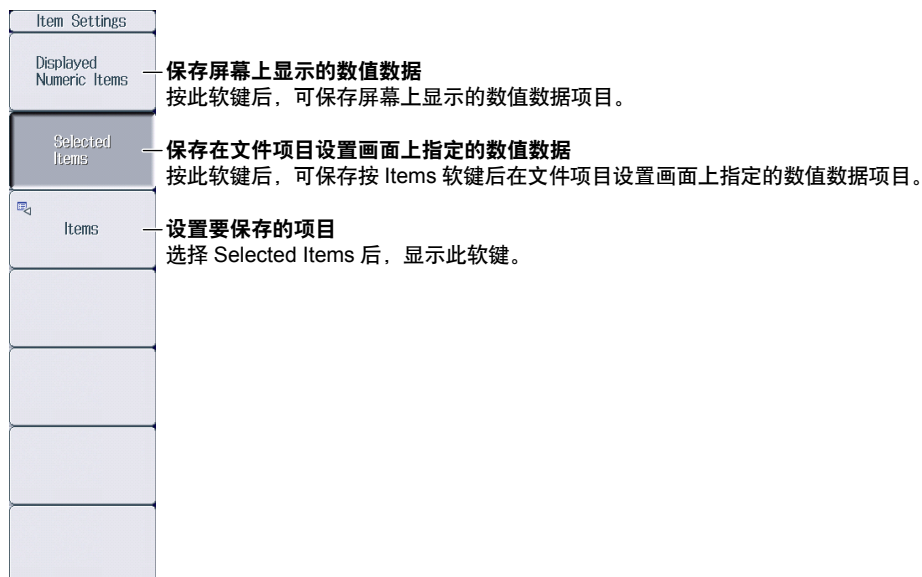 Item Settings
Displayed
Numeric Items
保存屏幕上显示的数值数据
按此软键后，可保存屏幕上显示的数值数据项目。
Selected
Items
保存在文件项目设置画面上指定的数值数据
按此软键后，可保存按 Items 软键后在文件项目设置画面上指定的数值数据项目。
Items
设置要保存的项目
选择 Selected Items 后，显示此软键。